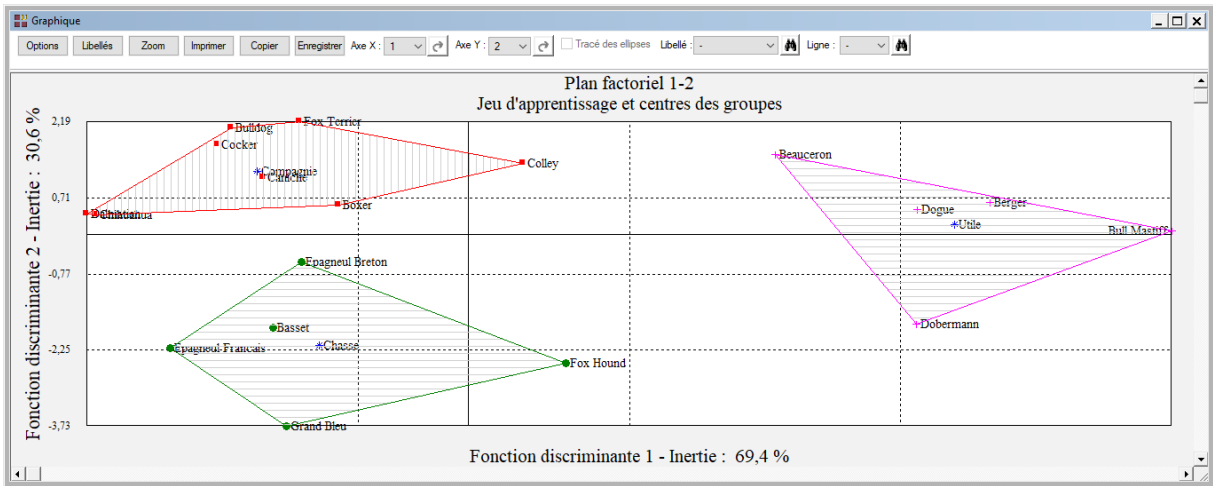 Graphique
Options Libellés Zoom Imprimer Copier Enregistrer Axe X : 1 Axe Y : 2 Tracé des ellipses Libellé : - Ligne : -
Plan factoriel 1-2
Jeu d'apprentissage et centres des groupes
Fonction discriminante 2 - Inertie : 30,6 %
2,19
0,71
-0,77
-2,25
-3,73
Fox Terrier
Bulldog
Cocker
Colley
Beauceron
Compagnie
Caniche
Boxer
Berger
Dogue
Chihuahua
Utile
Bull Mastiff
Epagneul Breton
Basset
Dobermann
Epagneul Francais
Chasse
Fox Hound
Grand Bleu
Fonction discriminante 1 - Inertie : 69,4 %